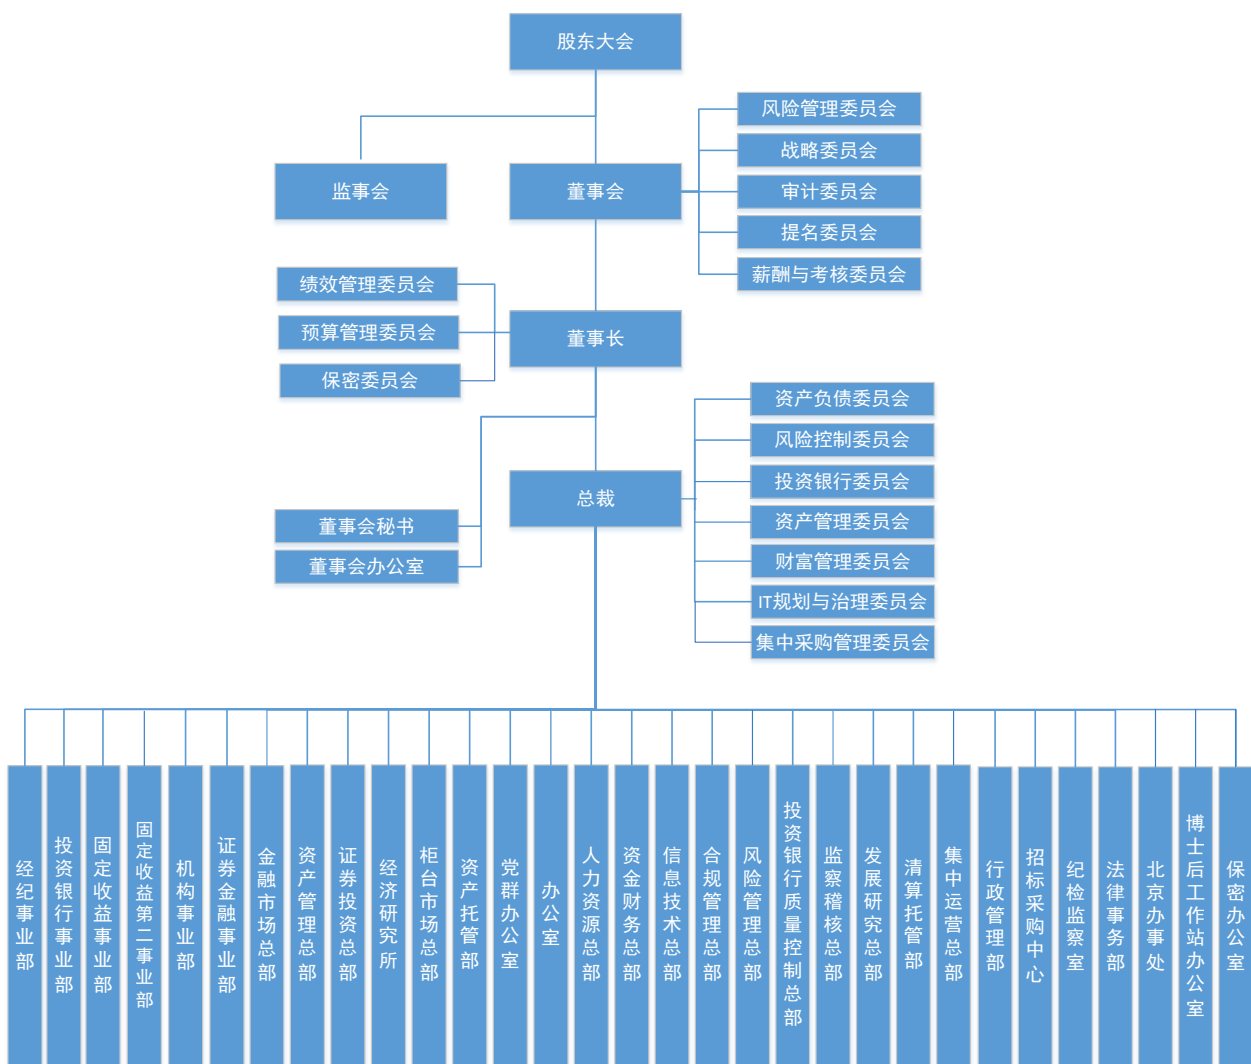 股东大会
监事会
董事会
风险管理委员会
战略委员会
审计委员会
提名委员会
薪酬与考核委员会
绩效管理委员会
预算管理委员会
保密委员会
董事长
资产负债委员会
风险控制委员会
投资银行委员会
资产管理委员会
财富管理委员会
IT规划与治理委员会
集中采购管理委员会
总裁
董事会秘书
董事会办公室
经纪事业部
投资银行事业部
固定收益事业部
固定收益第二事业部
机构事业部
证券金融事业部
金融市场总部
资产管理总部
证券投资总部
经济研究所
柜台市场总部
资产托管部
党群办公室
办公室
人力资源总部
资金财务总部
信息技术总部
合规管理总部
风险管理总部
投资银行质量控制总部
监察稽核总部
发展研究总部
清算托管部
集中运营总部
行政管理部
招标采购中心
纪检监察室
法律事务部
北京办事处
博士后工作站办公室
保密办公室